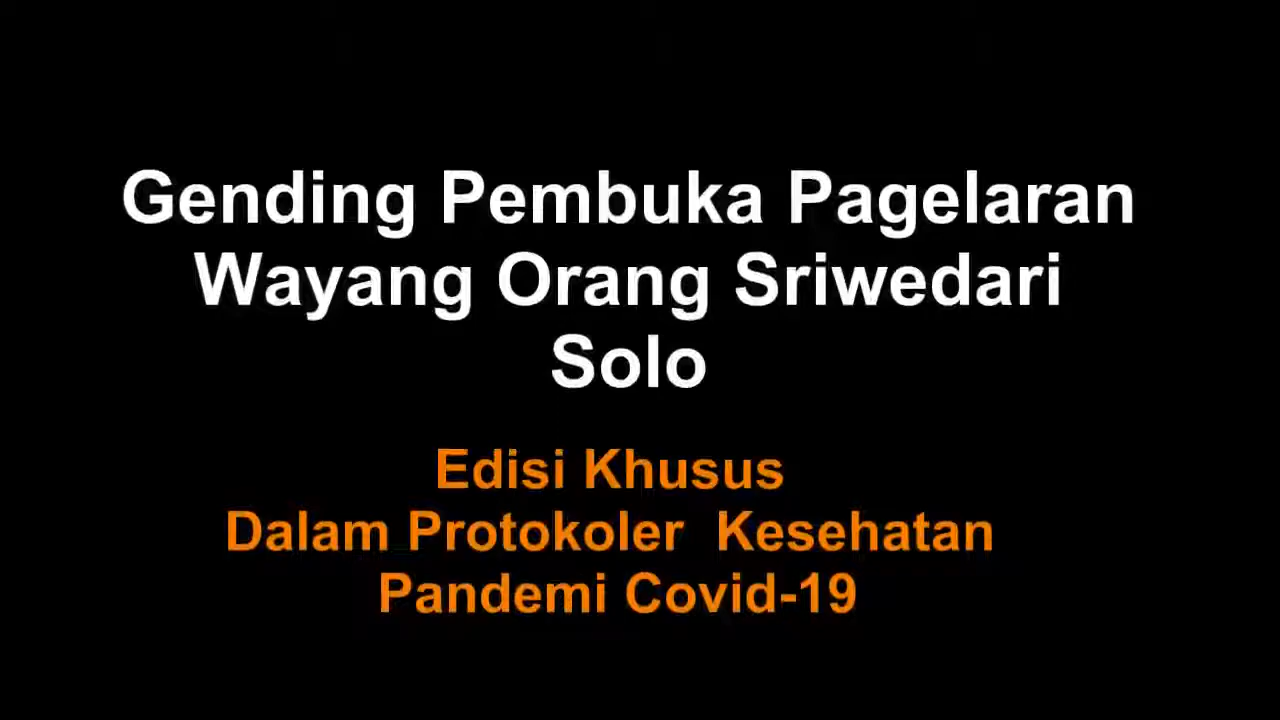 Gending Pembuka Pagelaran
Wayang Orang Sriwedari
Solo
Edisi Khusus
Dalam Protokoler  Kesehatan
Pandemi Covid-19